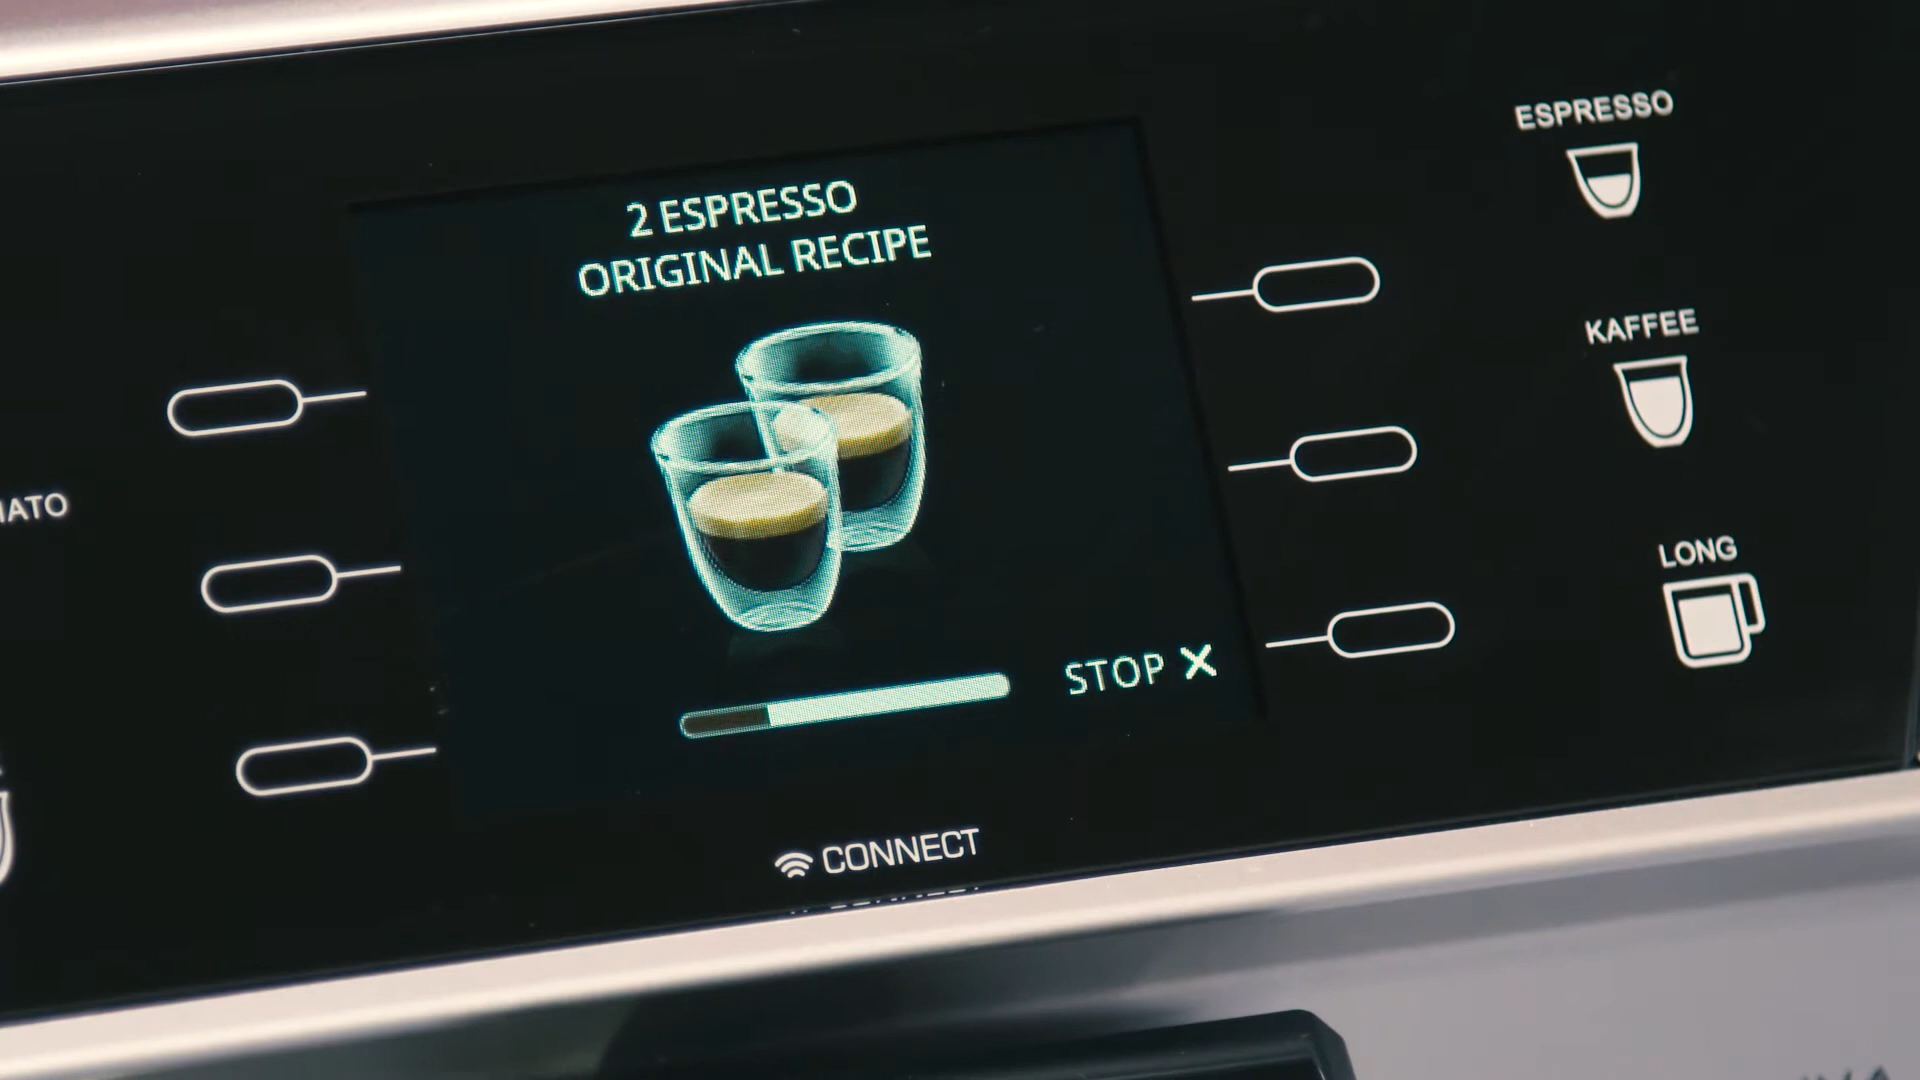 2 ESPRESSO
ORIGINAL RECIPE
STOP X
CONNECT
ESPRESSO
KAFFEE
LONG